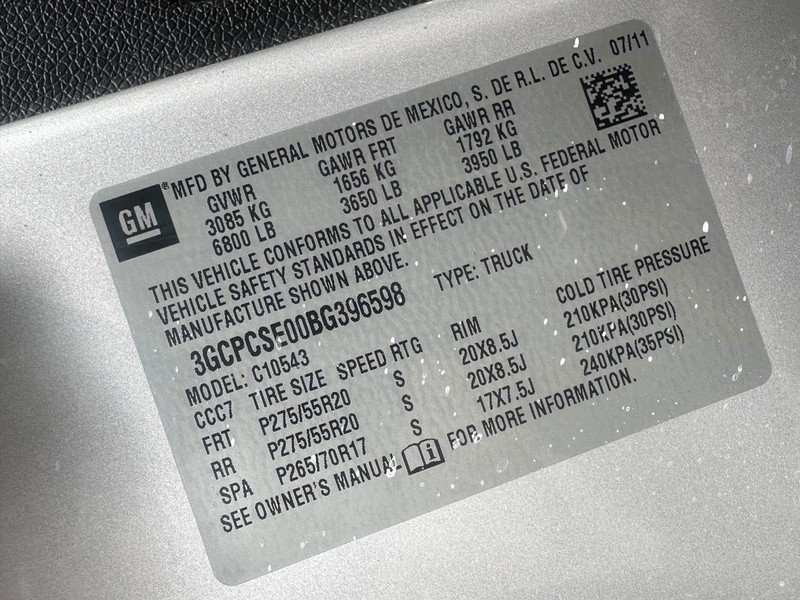 GM
® MFD BY GENERAL MOTORS DE MEXICO, S. DE R.L. DE C.V. 07/11
GVWR GAWR FRT GAWR RR
3085 KG 1656 KG 1792 KG
6800 LB 3650 LB 3950 LB
THIS VEHICLE CONFORMS TO ALL APPLICABLE U.S. FEDERAL MOTOR
VEHICLE SAFETY STANDARDS IN EFFECT ON THE DATE OF
MANUFACTURE SHOWN ABOVE.
3GCPCSE00BG396598 TYPE: TRUCK
MODEL: C10543
CCC7 TIRE SIZE SPEED RTG RIM COLD TIRE PRESSURE
FRT P275/55R20 S 20X8.5J 210KPA(30PSI)
RR P275/55R20 S 20X8.5J 210KPA(30PSI)
SPA P265/70R17 S 17X7.5J 240KPA(35PSI)
SEE OWNER'S MANUAL FOR MORE INFORMATION.